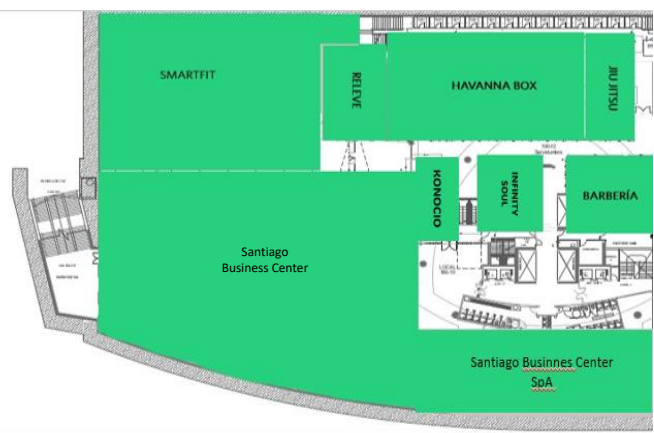 SMARTFIT
RELEVE
HAVANNA BOX
JIU JITSU
KONOCIO
INFINITY
SOUL
BARBERÍA
Santiago
Business Center
Santiago Businnes Center
SpA